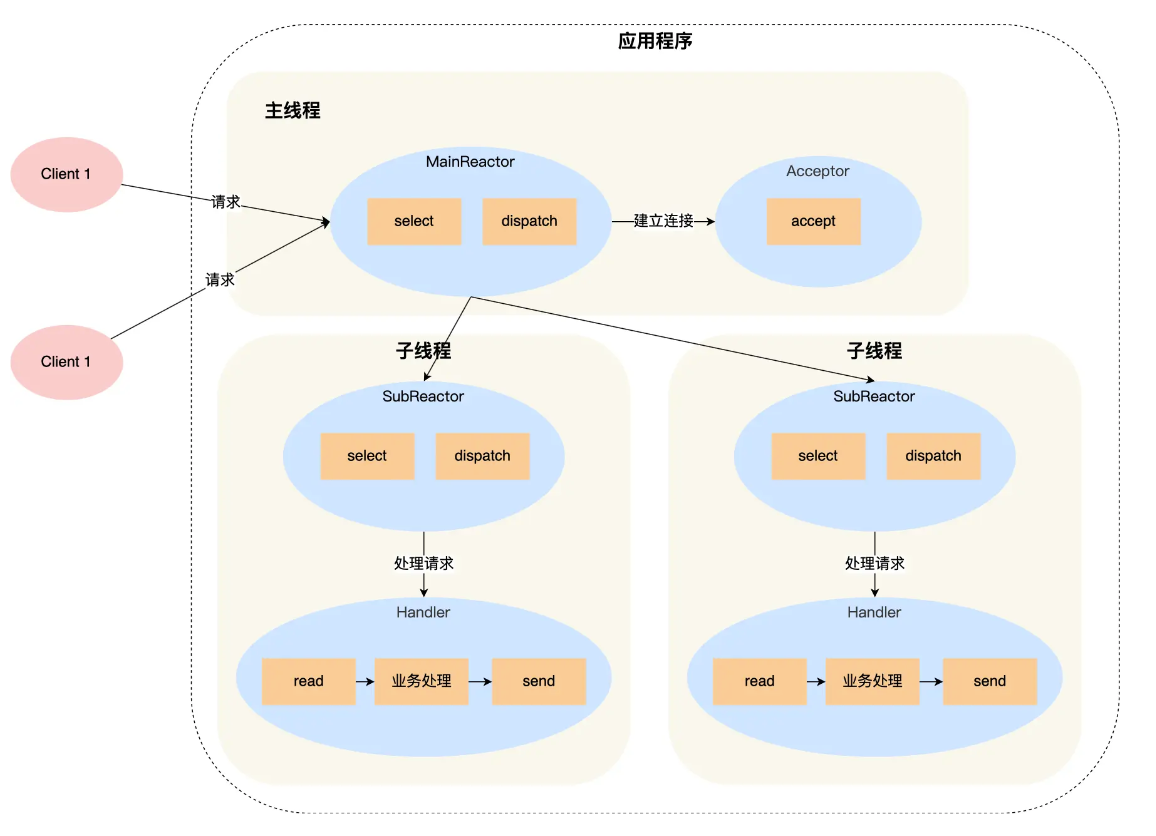 应用程序
主线程
Client 1
请求
MainReactor
select
dispatch
建立连接
Acceptor
accept
请求
Client 1
子线程
SubReactor
select
dispatch
处理请求
Handler
read
业务处理
send
子线程
SubReactor
select
dispatch
处理请求
Handler
read
业务处理
send